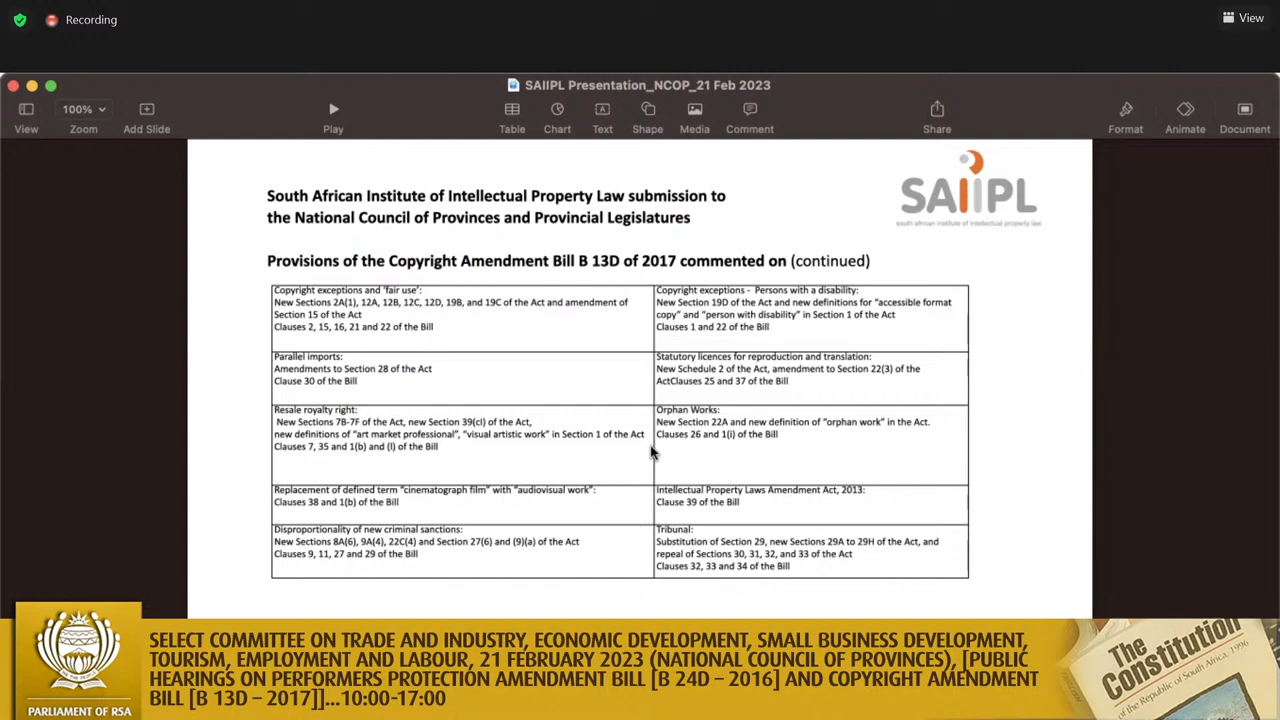 Recording
View
SAIIPL Presentation_NCOP_21 Feb 2023
100%
View
Zoom
Add Slide
Play
Table
Chart
Text
Shape
Media
Comment
Share
Format
Animate
Document
SAIIPL
south african institute of intellectual property law
South African Institute of Intellectual Property Law submission to
the National Council of Provinces and Provincial Legislatures
Provisions of the Copyright Amendment Bill B 13D of 2017 commented on (continued)
Copyright exceptions and ‘fair use’:
New Sections 2A(1), 12A, 12B, 12C, 12D, 19B, and 19C of the Act and amendment of
Section 15 of the Act
Clauses 2, 15, 16, 21 and 22 of the Bill
Copyright exceptions - Persons with a disability:
New Section 19D of the Act and new definitions for “accessible format
copy” and “person with disability” in Section 1 of the Act
Clauses 1 and 22 of the Bill
Parallel imports:
Amendments to Section 28 of the Act
Clause 30 of the Bill
Statutory licences for reproduction and translation:
New Schedule 2 of the Act, amendment to Section 22(3) of the
ActClauses 25 and 37 of the Bill
Resale royalty right:
New Sections 7B-7F of the Act, new Section 39(cI) of the Act,
new definitions of “art market professional”, “visual artistic work” in Section 1 of the Act
Clauses 7, 35 and 1(b) and (l) of the Bill
Orphan Works:
New Section 22A and new definition of “orphan work” in the Act.
Clauses 26 and 1(i) of the Bill
Replacement of defined term “cinematograph film” with “audiovisual work”:
Clauses 38 and 1(b) of the Bill
Intellectual Property Laws Amendment Act, 2013:
Clause 39 of the Bill
Disproportionality of new criminal sanctions:
New Sections 8A(6), 9A(4), 22C(4) and Section 27(6) and (9)(a) of the Act
Clauses 9, 11, 27 and 29 of the Bill
Tribunal:
Substitution of Section 29, new Sections 29A to 29H of the Act, and
repeal of Sections 30, 31, 32, and 33 of the Act
Clauses 32, 33 and 34 of the Bill
PARLIAMENT OF RSA
SELECT COMMITTEE ON TRADE AND INDUSTRY, ECONOMIC DEVELOPMENT, SMALL BUSINESS DEVELOPMENT,
TOURISM, EMPLOYMENT AND LABOUR, 21 FEBRUARY 2023 (NATIONAL COUNCIL OF PROVINCES), [PUBLIC
HEARINGS ON PERFORMERS PROTECTION AMENDMENT BILL [B 24D – 2016] AND COPYRIGHT AMENDMENT
BILL [B 13D – 2017]]...10:00-17:00
The
Constitution
of the Republic of South Africa, 1996